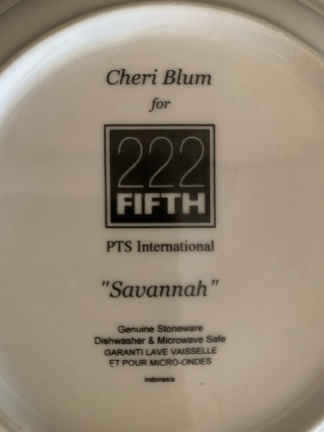 Cheri Blum
for
222
FIFTH
PTS International
"Savannah"
Genuine Stoneware
Dishwasher & Microwave Safe
GARANTI LAVE VAISSELLE
ET POUR MICRO-ONDES
Indonesia